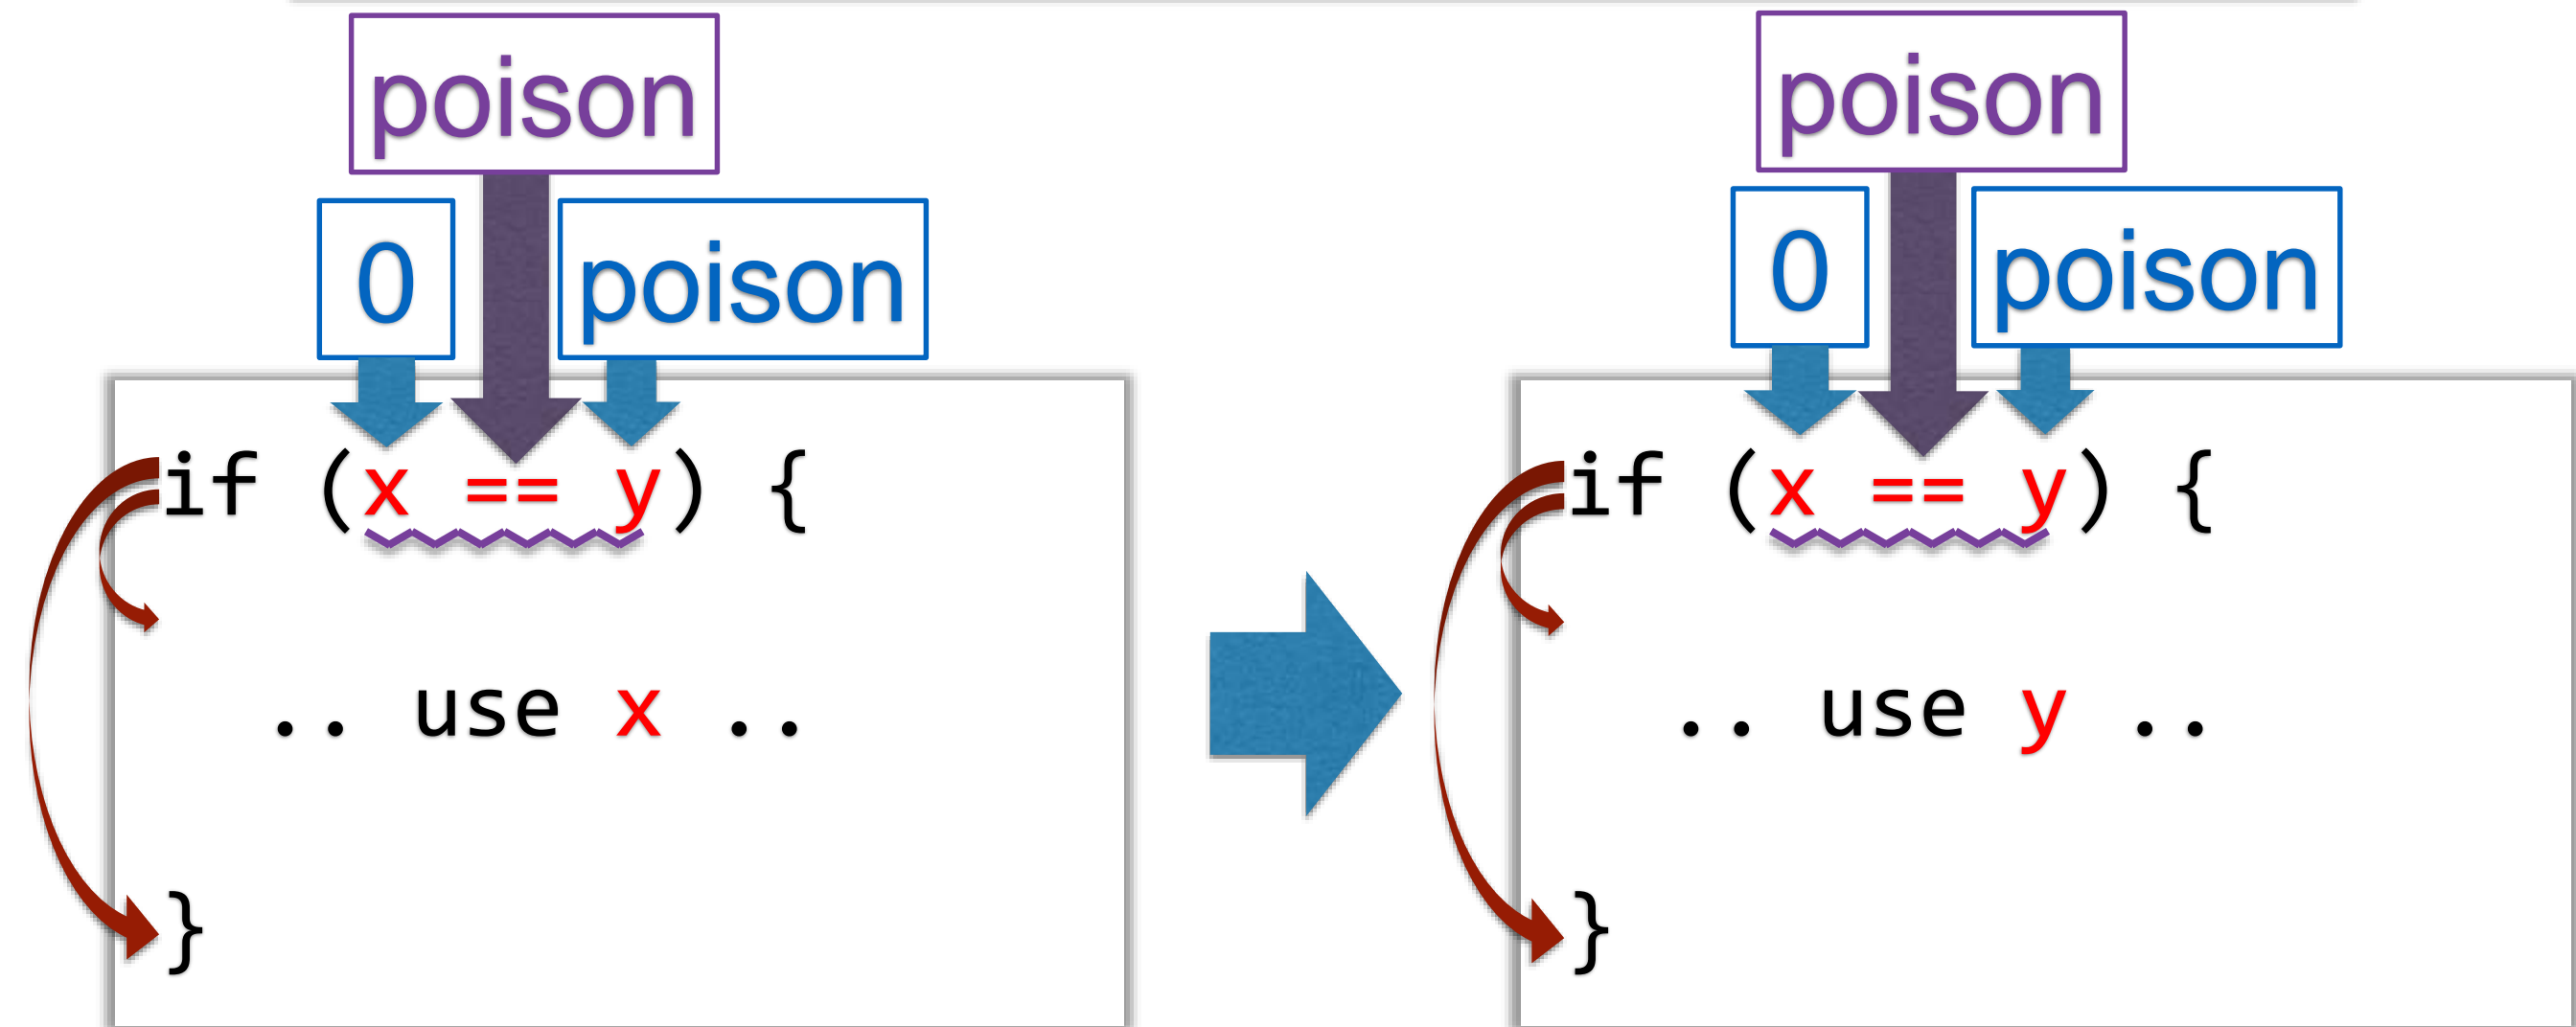 poison
0 poison
if (x == y) {
.. use x ..
}
poison
0 poison
if (x == y) {
.. use y ..
}